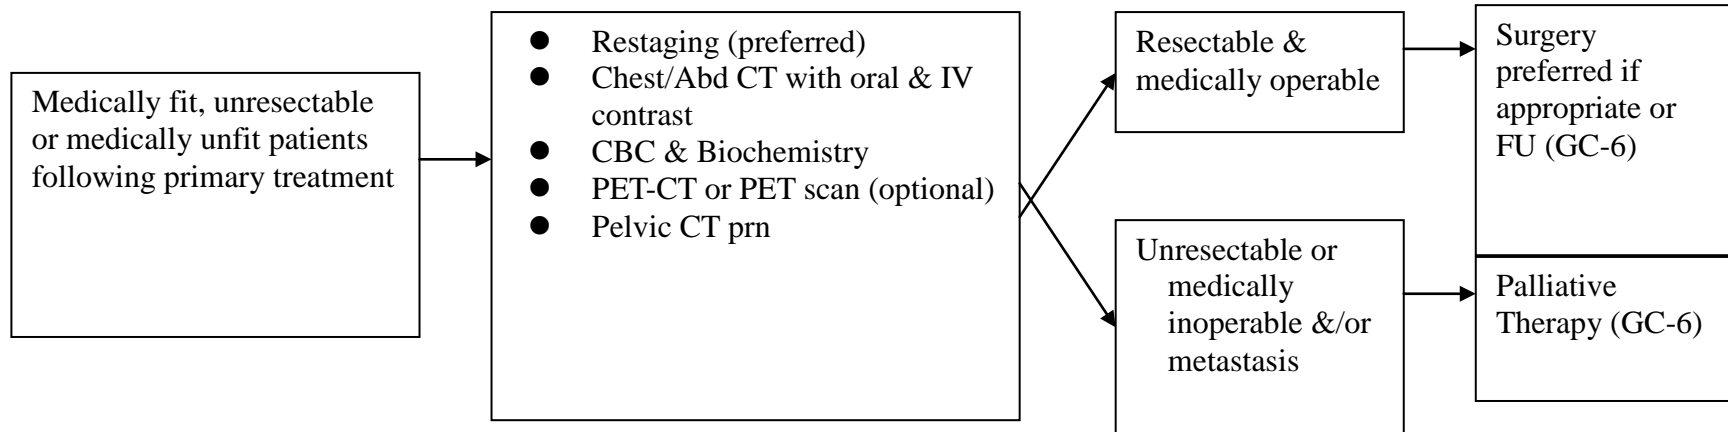 Medically fit, unresectable
or medically unfit patients
following primary treatment
● Restaging (preferred)
● Chest/Abd CT with oral & IV
contrast
● CBC & Biochemistry
● PET-CT or PET scan (optional)
● Pelvic CT prn
Resectable &
medically operable
Surgery
preferred if
appropriate or
FU (GC-6)
Unresectable or
medically
inoperable &/or
metastasis
Palliative
Therapy (GC-6)